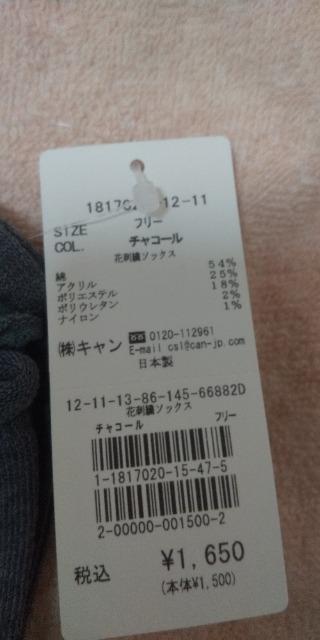 12-11
SIZE フリー
COL. チャコール
花刺繍ソックス
綿 54%
アクリル 25%
ポリエステル 18%
ポリウレタン 2%
ナイロン 1%
㈱キャン 0120-112961
E-mail csl@can-jp.com
日本製
12-11-13-86-145-66882D
花刺繍ソックス
チャコール フリー
1-1817020-15-47-5
2-00000-001500-2
税込 ¥1,650
(本体¥1,500)